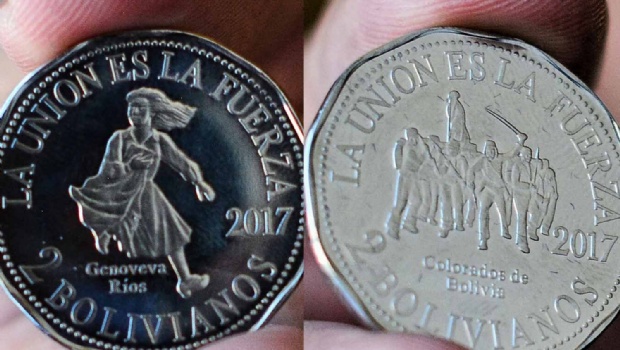 LA UNION ES LA FUERZA
2017
Genoveva
Rios
2 BOLIVIANOS
LA UNION ES LA FUERZA
2017
Colorados de
Bolivia
2 BOLIVIANOS